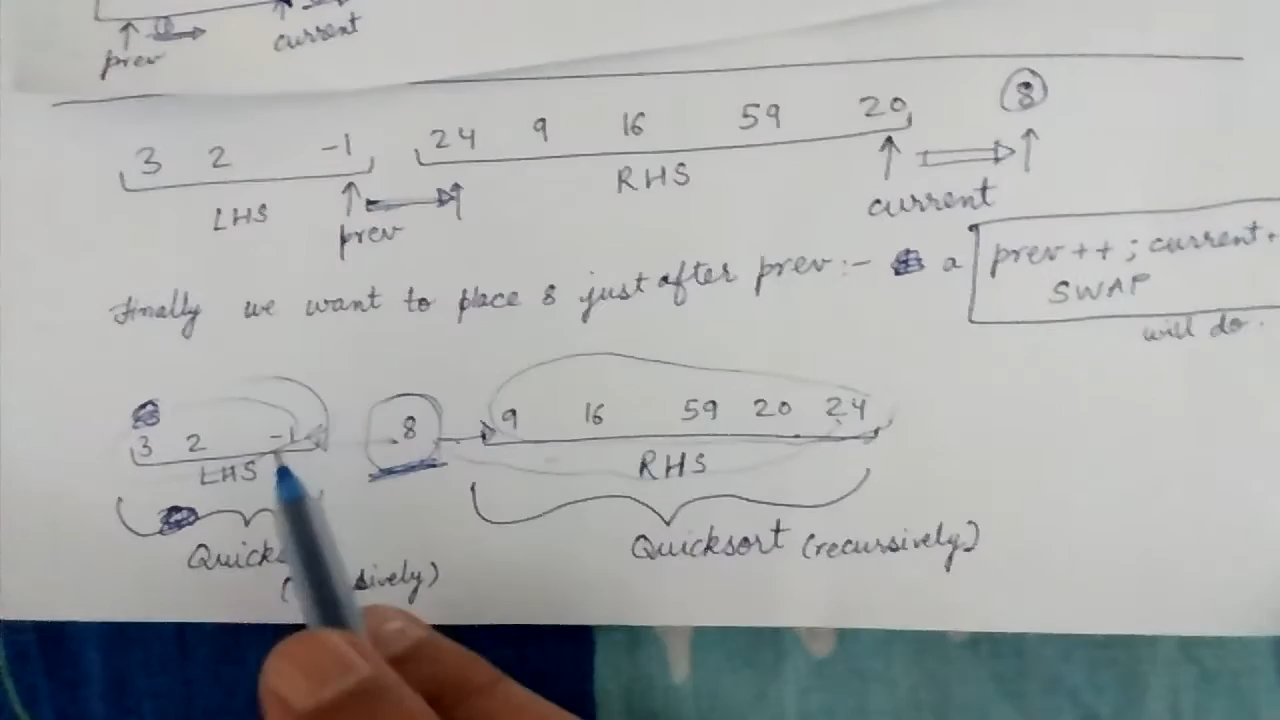 prev current
3 2 -1 24 9 16 59 20 8
LHS RHS
prev current
Finally we want to place 8 just after prev:- a prev++; current+
SWAP
will do.
3 2 -1 8 9 16 59 20 24
LHS RHS
Quicks Quicksort (recursively)
( sively)